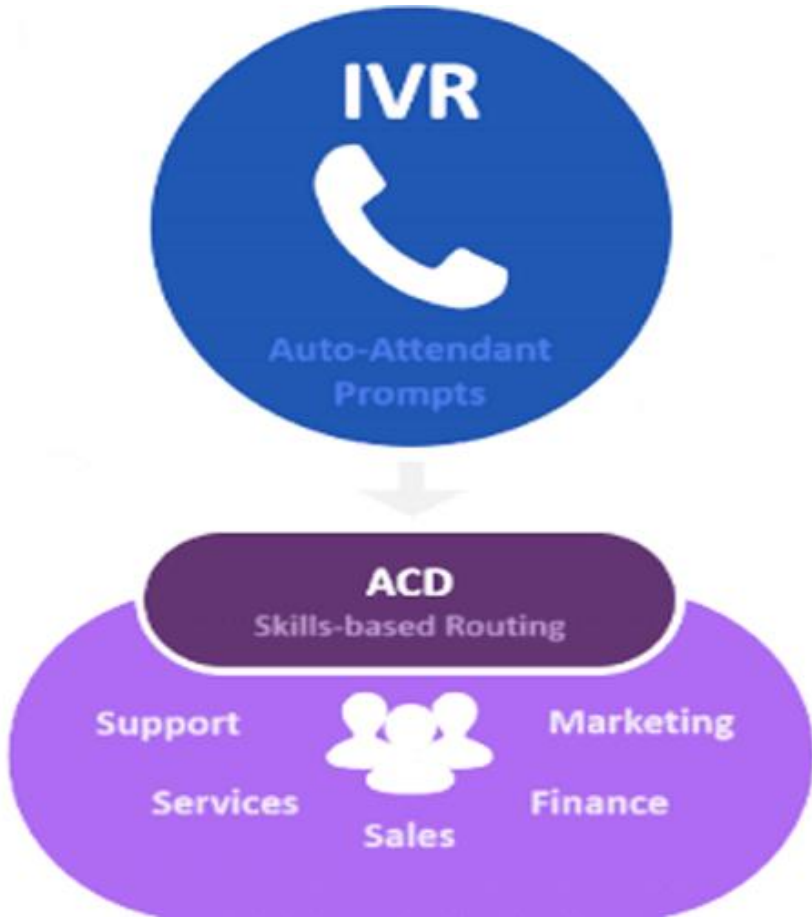 IVR
Auto-Attendant
Prompts
ACD
Skills-based Routing
Support
Marketing
Services
Finance
Sales